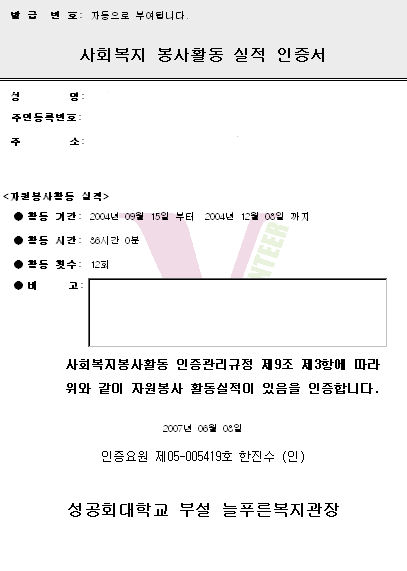 발 급 번 호: 자동으로 부여됩니다.
사회복지 봉사활동 실적 인증서
성 명:
주민등록번호:
주 소:
<자원봉사활동 실적>
● 활동 기간: 2004년 09월 15일 부터 2004년 12월 08일 까지
● 활동 시간: 36시간 0분
● 활동 횟수: 12회
● 비 고:
사회복지봉사활동 인증관리규정 제9조 제3항에 따라
위와 같이 자원봉사 활동실적이 있음을 인증합니다.
2007년 06월 08일
인증요원 제05-005419호 한진수 (인)
성공회대학교 부설 늘푸른복지관장